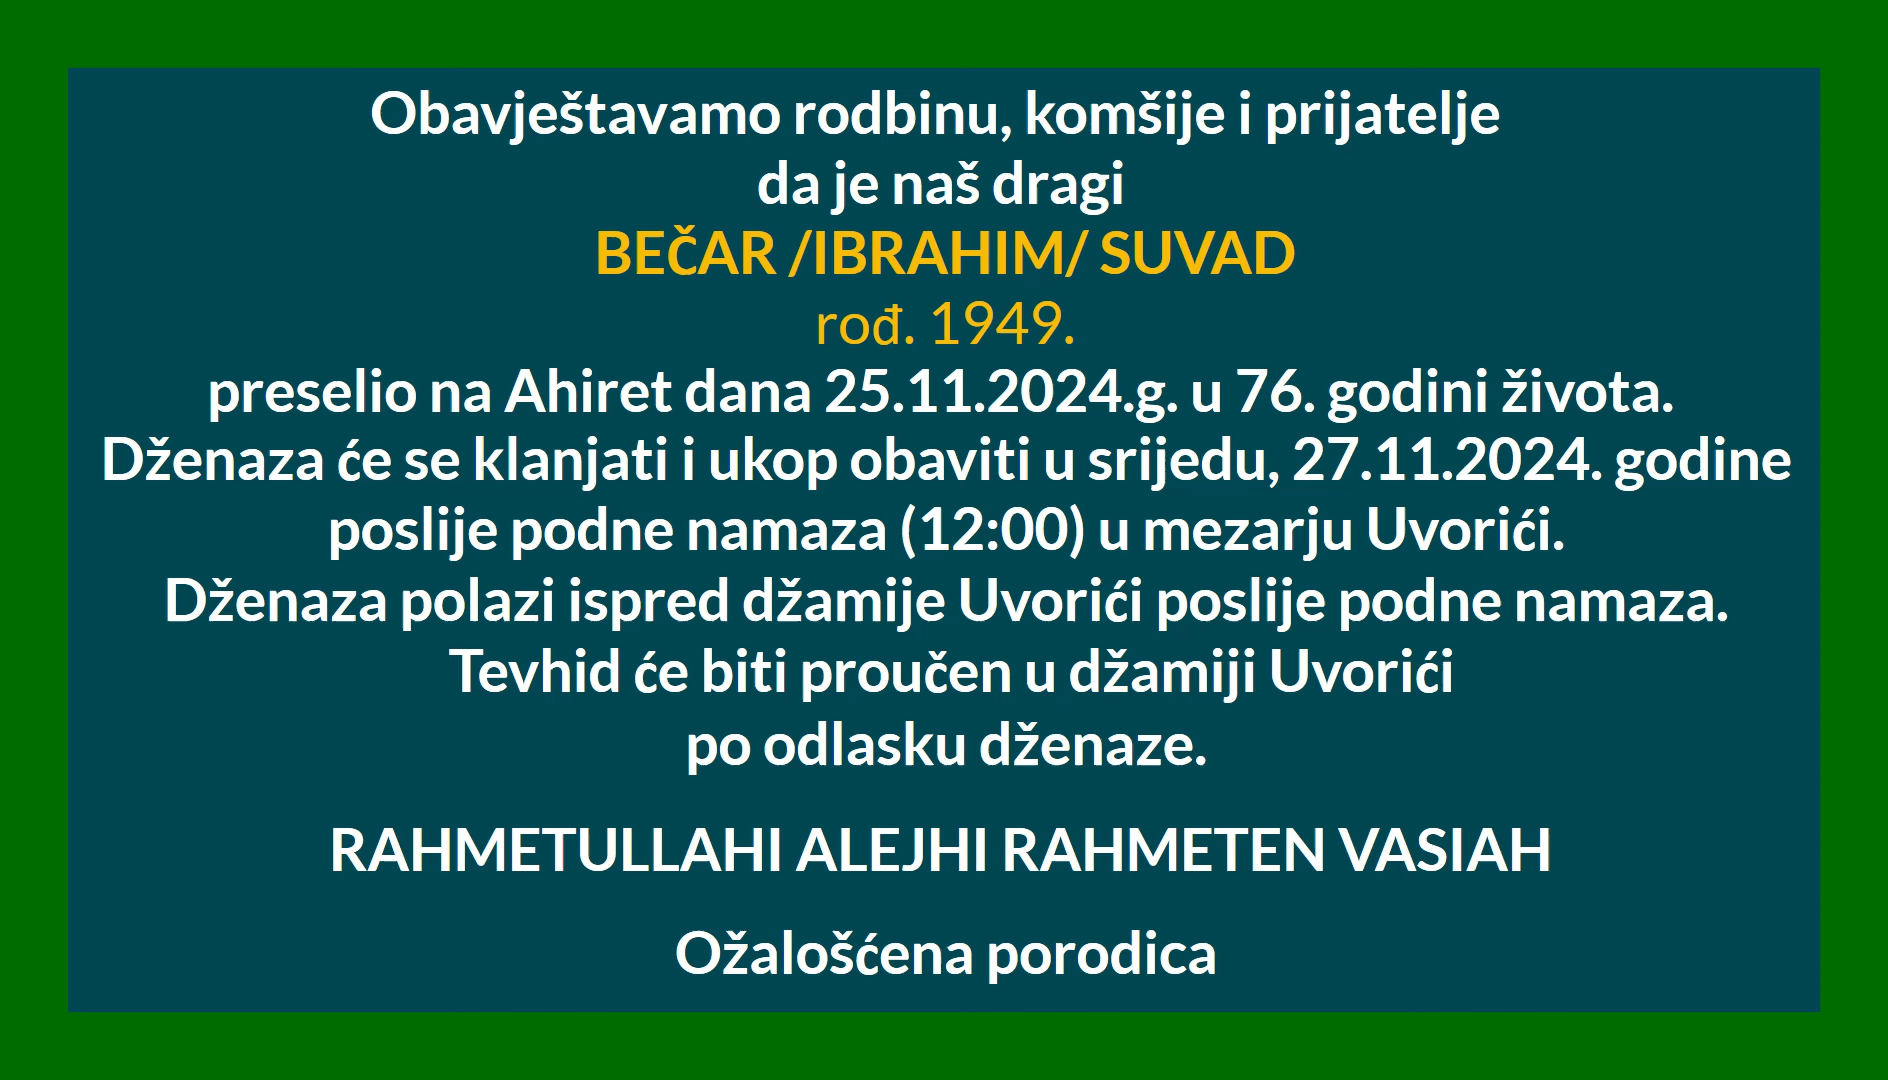 Obavještavamo rodbinu, komšije i prijatelje
da je naš dragi
BEČAR /IBRAHIM/ SUVAD
rođ. 1949.
preselio na Ahiret dana 25.11.2024.g. u 76. godini života.
Dženaza će se klanjati i ukop obaviti u srijedu, 27.11.2024. godine
poslije podne namaza (12:00) u mezarju Uvorići.
Dženaza polazi ispred džamije Uvorići poslije podne namaza.
Tevhid će biti proučen u džamiji Uvorići
po odlasku dženaze.
RAHMETULLAHI ALEJHI RAHMETEN VASIAH
Ožalošćena porodica